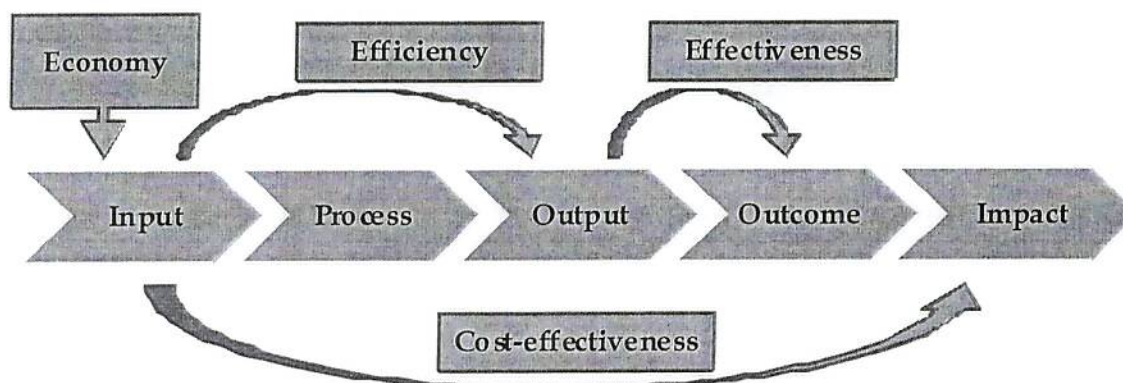 Economy
Efficiency
Effectiveness
Input
Process
Output
Outcome
Impact
Cost-effectiveness